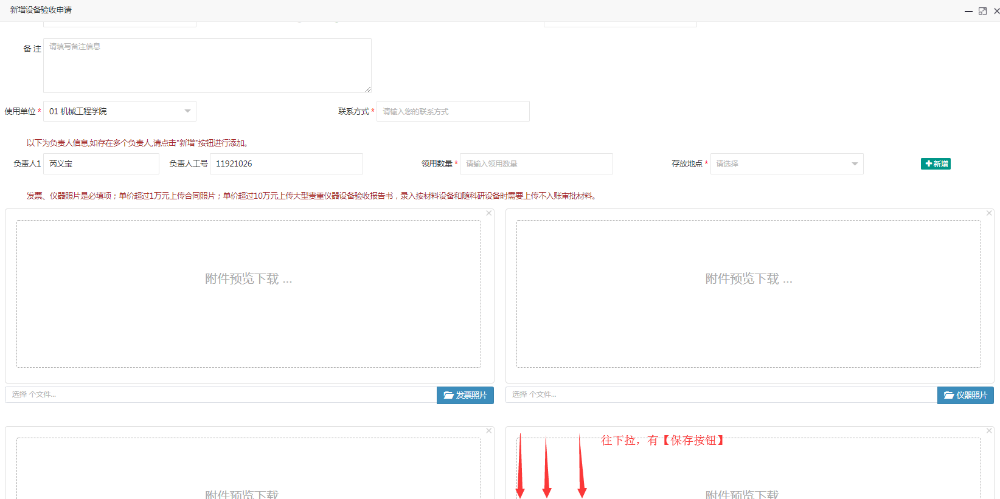 新增设备验收申请
备 注 请填写备注信息
使用单位 * 01 机械工程学院 联系方式 * 请输入您的联系方式
以下为负责人信息,如存在多个负责人,请点击"新增"按钮进行添加。
负责人1 芮义宝 负责人工号 11921026 领用数量 * 请输入领用数量 存放地点 * 请选择 新增
发票、仪器照片是必填项；单价超过1万元上传合同照片；单价超过10万元上传大型贵重仪器设备验收报告书，录入按材料设备和随科研设备时需要上传不入账审批材料。
附件预览下载 ... 附件预览下载 ...
选择 个文件... 发票照片 选择 个文件... 仪器照片
往下拉，有【保存按钮】
附件预览下载 附件预览下载